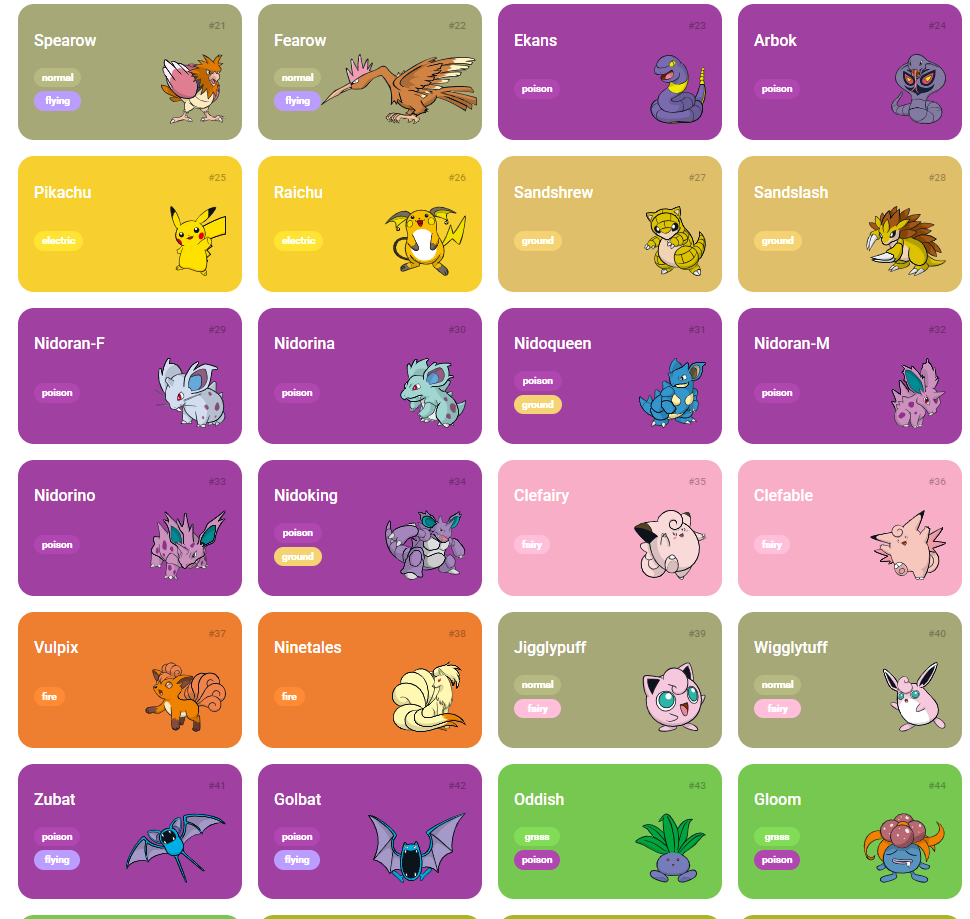 #21
Spearow
normal
flying
#22
Fearow
normal
flying
#23
Ekans
poison
#24
Arbok
poison
#25
Pikachu
electric
#26
Raichu
electric
#27
Sandshrew
ground
#28
Sandslash
ground
#29
Nidoran-F
poison
#30
Nidorina
poison
#31
Nidoqueen
poison
ground
#32
Nidoran-M
poison
#33
Nidorino
poison
#34
Nidoking
poison
ground
#35
Clefairy
fairy
#36
Clefable
fairy
#37
Vulpix
fire
#38
Ninetales
fire
#39
Jigglypuff
normal
fairy
#40
Wigglytuff
normal
fairy
#41
Zubat
poison
flying
#42
Golbat
poison
flying
#43
Oddish
grass
poison
#44
Gloom
grass
poison